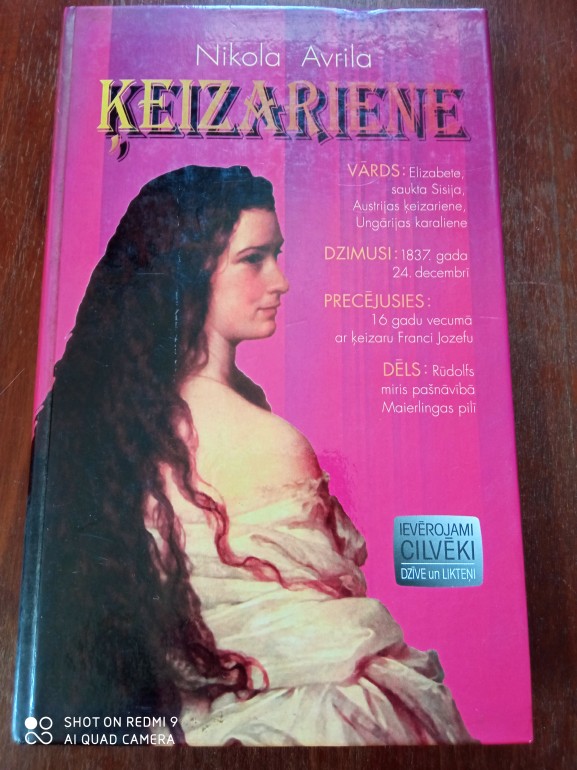 Nikola Avrila
ĶEIZARIENE
VĀRDS: Elizabete,
saukta Sisija,
Austrijas ķeizariene,
Ungārijas karaliene
DZIMUSI: 1837. gada
24. decembrī
PRECĒJUSIES:
16 gadu vecumā
ar ķeizaru Franci Jozefu
DĒLS: Rūdolfs
miris pašnāvībā
Maierlingas pilī
IEVĒROJAMI
CILVĒKI
DZĪVE un LIKTEŅI
SHOT ON REDMI 9
AI QUAD CAMERA